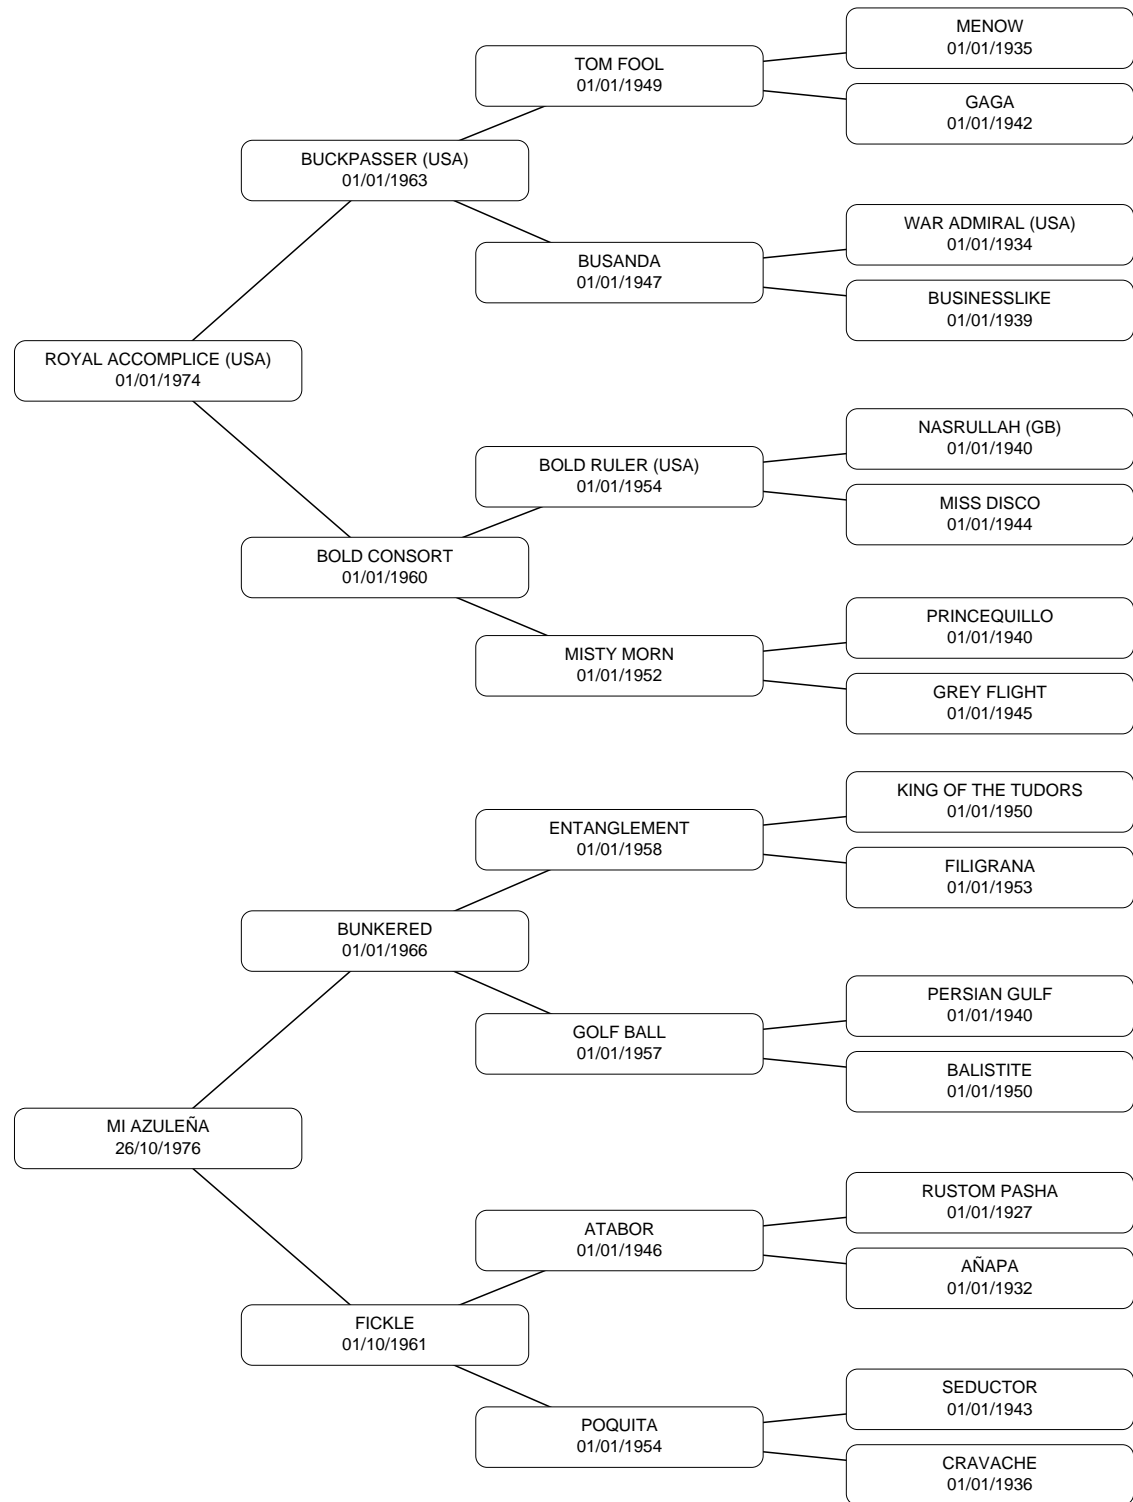 MENOW
01/01/1935
TOM FOOL
01/01/1949
GAGA
01/01/1942
BUCKPASSER (USA)
01/01/1963
WAR ADMIRAL (USA)
01/01/1934
BUSANDA
01/01/1947
BUSINESSLIKE
01/01/1939
ROYAL ACCOMPLICE (USA)
01/01/1974
NASRULLAH (GB)
01/01/1940
BOLD RULER (USA)
01/01/1954
MISS DISCO
01/01/1944
BOLD CONSORT
01/01/1960
PRINCEQUILLO
01/01/1940
MISTY MORN
01/01/1952
GREY FLIGHT
01/01/1945
KING OF THE TUDORS
01/01/1950
ENTANGLEMENT
01/01/1958
FILIGRANA
01/01/1953
BUNKERED
01/01/1966
PERSIAN GULF
01/01/1940
GOLF BALL
01/01/1957
BALISTITE
01/01/1950
MI AZULEÑA
26/10/1976
RUSTOM PASHA
01/01/1927
ATABOR
01/01/1946
AÑAPA
01/01/1932
FICKLE
01/10/1961
SEDUCTOR
01/01/1943
POQUITA
01/01/1954
CRAVACHE
01/01/1936